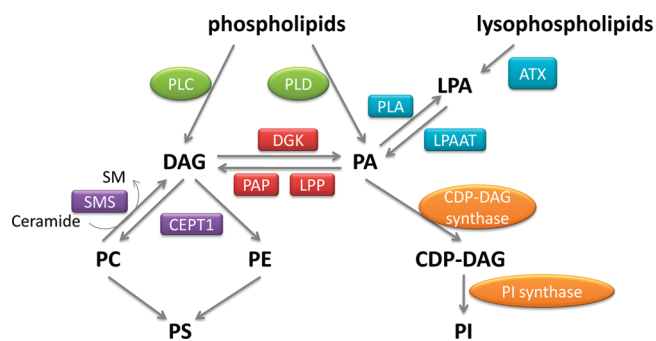 phospholipids
lysophospholipids
PLC
PLD
ATX
LPA
PLA
DGK
LPAAT
DAG
PA
PAP
LPP
SM
SMS
Ceramide
CEPT1
CDP-DAG
synthase
PC
PE
CDP-DAG
PI synthase
PS
PI